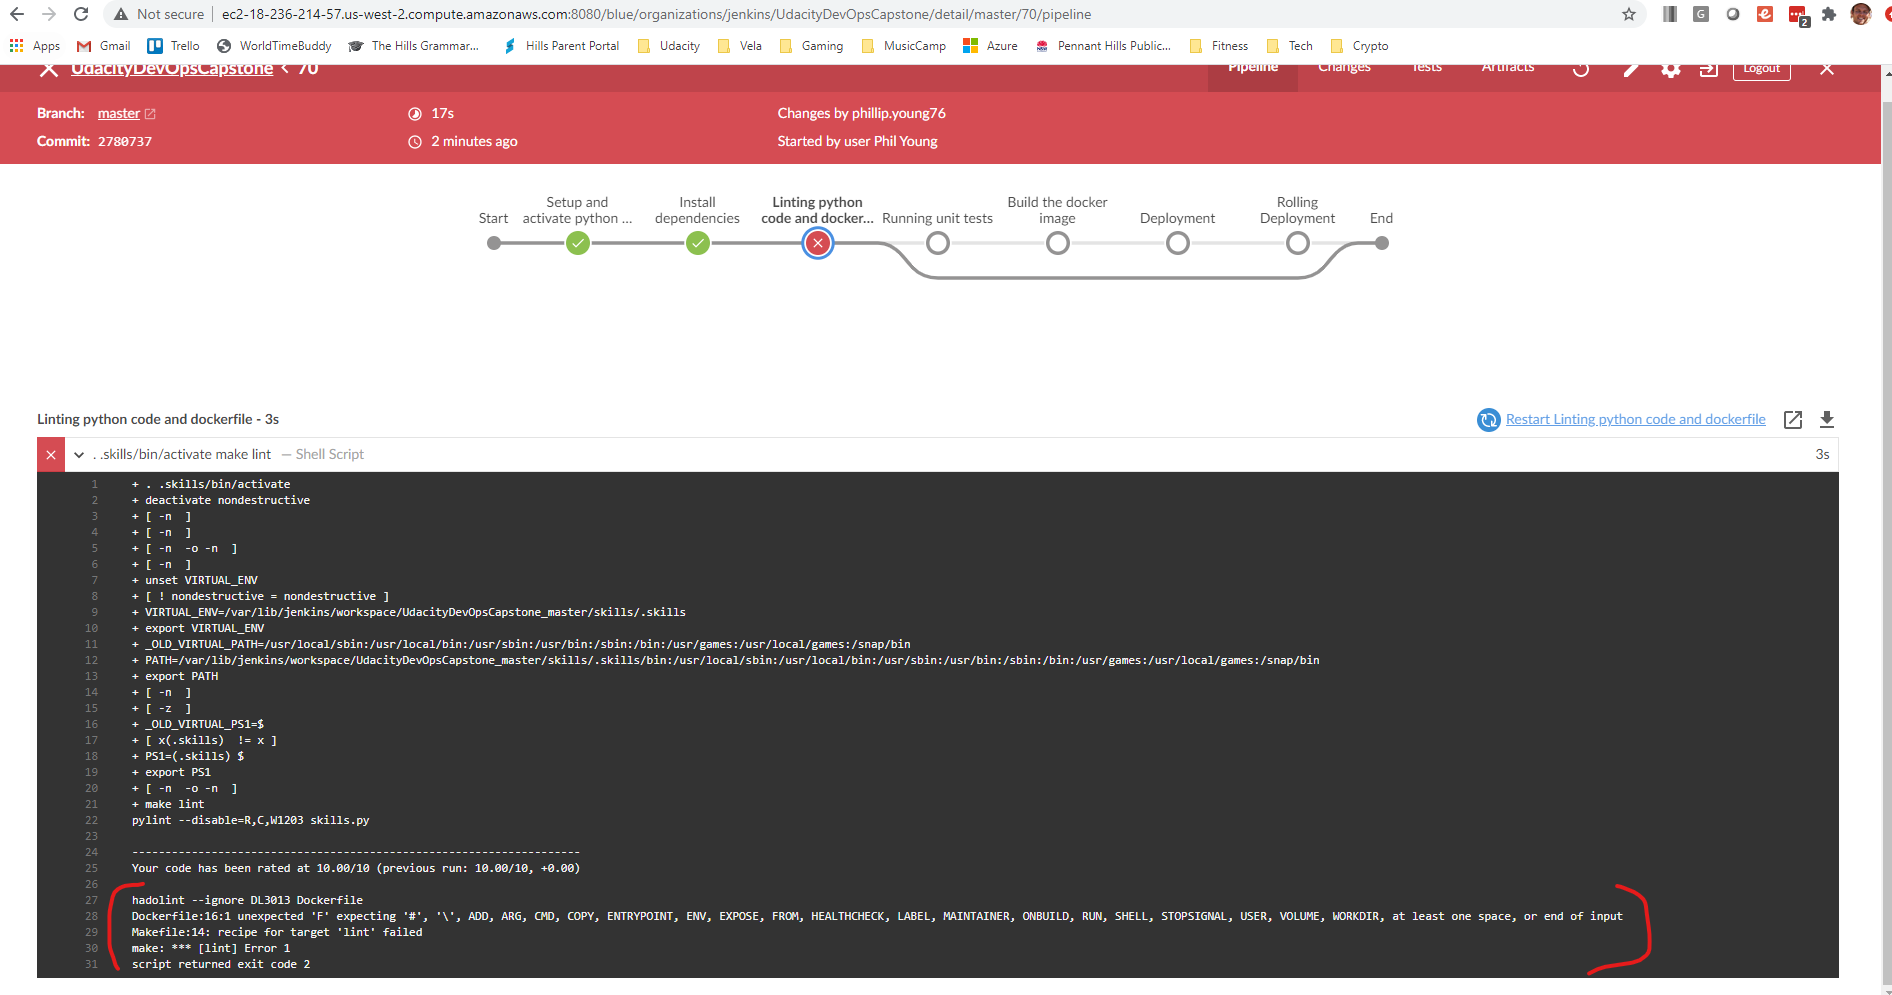 Not secure
ec2-18-236-214-57.us-west-2.compute.amazonaws.com:8080/blue/organizations/jenkins/UdacityDevOpsCapstone/detail/master/70/pipeline
G
2
Apps Gmail Trello WorldTimeBuddy The Hills Grammar... Hills Parent Portal Udacity Vela Gaming MusicCamp Azure Pennant Hills Public... Fitness Tech Crypto
UdacityDevOpsCapstone < 70 Pipeline Changes Tests Artifacts Logout
Branch: master 17s Changes by phillip.young76
Commit: 2780737 2 minutes ago Started by user Phil Young
Start
Setup and
activate python ...
Install
dependencies
Linting python
code and docker...
Running unit tests
Build the docker
image
Deployment
Rolling
Deployment
End
Linting python code and dockerfile - 3s Restart Linting python code and dockerfile
. .skills/bin/activate make lint — Shell Script 3s
1 + . .skills/bin/activate
2 + deactivate nondestructive
3 + [ -n  ]
4 + [ -n  ]
5 + [ -n  -o -n  ]
6 + [ -n  ]
7 + unset VIRTUAL_ENV
8 + [ ! nondestructive = nondestructive ]
9 + VIRTUAL_ENV=/var/lib/jenkins/workspace/UdacityDevOpsCapstone_master/skills/.skills
10 + export VIRTUAL_ENV
11 + _OLD_VIRTUAL_PATH=/usr/local/sbin:/usr/local/bin:/usr/sbin:/usr/bin:/sbin:/bin:/usr/games:/usr/local/games:/snap/bin
12 + PATH=/var/lib/jenkins/workspace/UdacityDevOpsCapstone_master/skills/.skills/bin:/usr/local/sbin:/usr/local/bin:/usr/sbin:/usr/bin:/sbin:/bin:/usr/games:/usr/local/games:/snap/bin
13 + export PATH
14 + [ -n  ]
15 + [ -z  ]
16 + _OLD_VIRTUAL_PS1=$
17 + [ x(.skills)  != x ]
18 + PS1=(.skills) $
19 + export PS1
20 + [ -n  -o -n  ]
21 + make lint
22 pylint --disable=R,C,W1203 skills.py
23
24 --------------------------------------------------------------------
25 Your code has been rated at 10.00/10 (previous run: 10.00/10, +0.00)
26
27 hadolint --ignore DL3013 Dockerfile
28 Dockerfile:16:1 unexpected 'F' expecting '#', '\', ADD, ARG, CMD, COPY, ENTRYPOINT, ENV, EXPOSE, FROM, HEALTHCHECK, LABEL, MAINTAINER, ONBUILD, RUN, SHELL, STOPSIGNAL, USER, VOLUME, WORKDIR, at least one space, or end of input
29 Makefile:14: recipe for target 'lint' failed
30 make: *** [lint] Error 1
31 script returned exit code 2